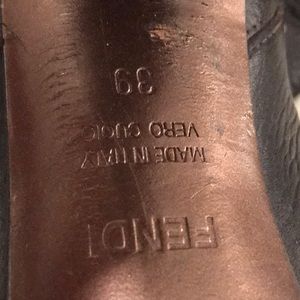 FENDI
MADE IN ITALY
VERO CUOIO
39